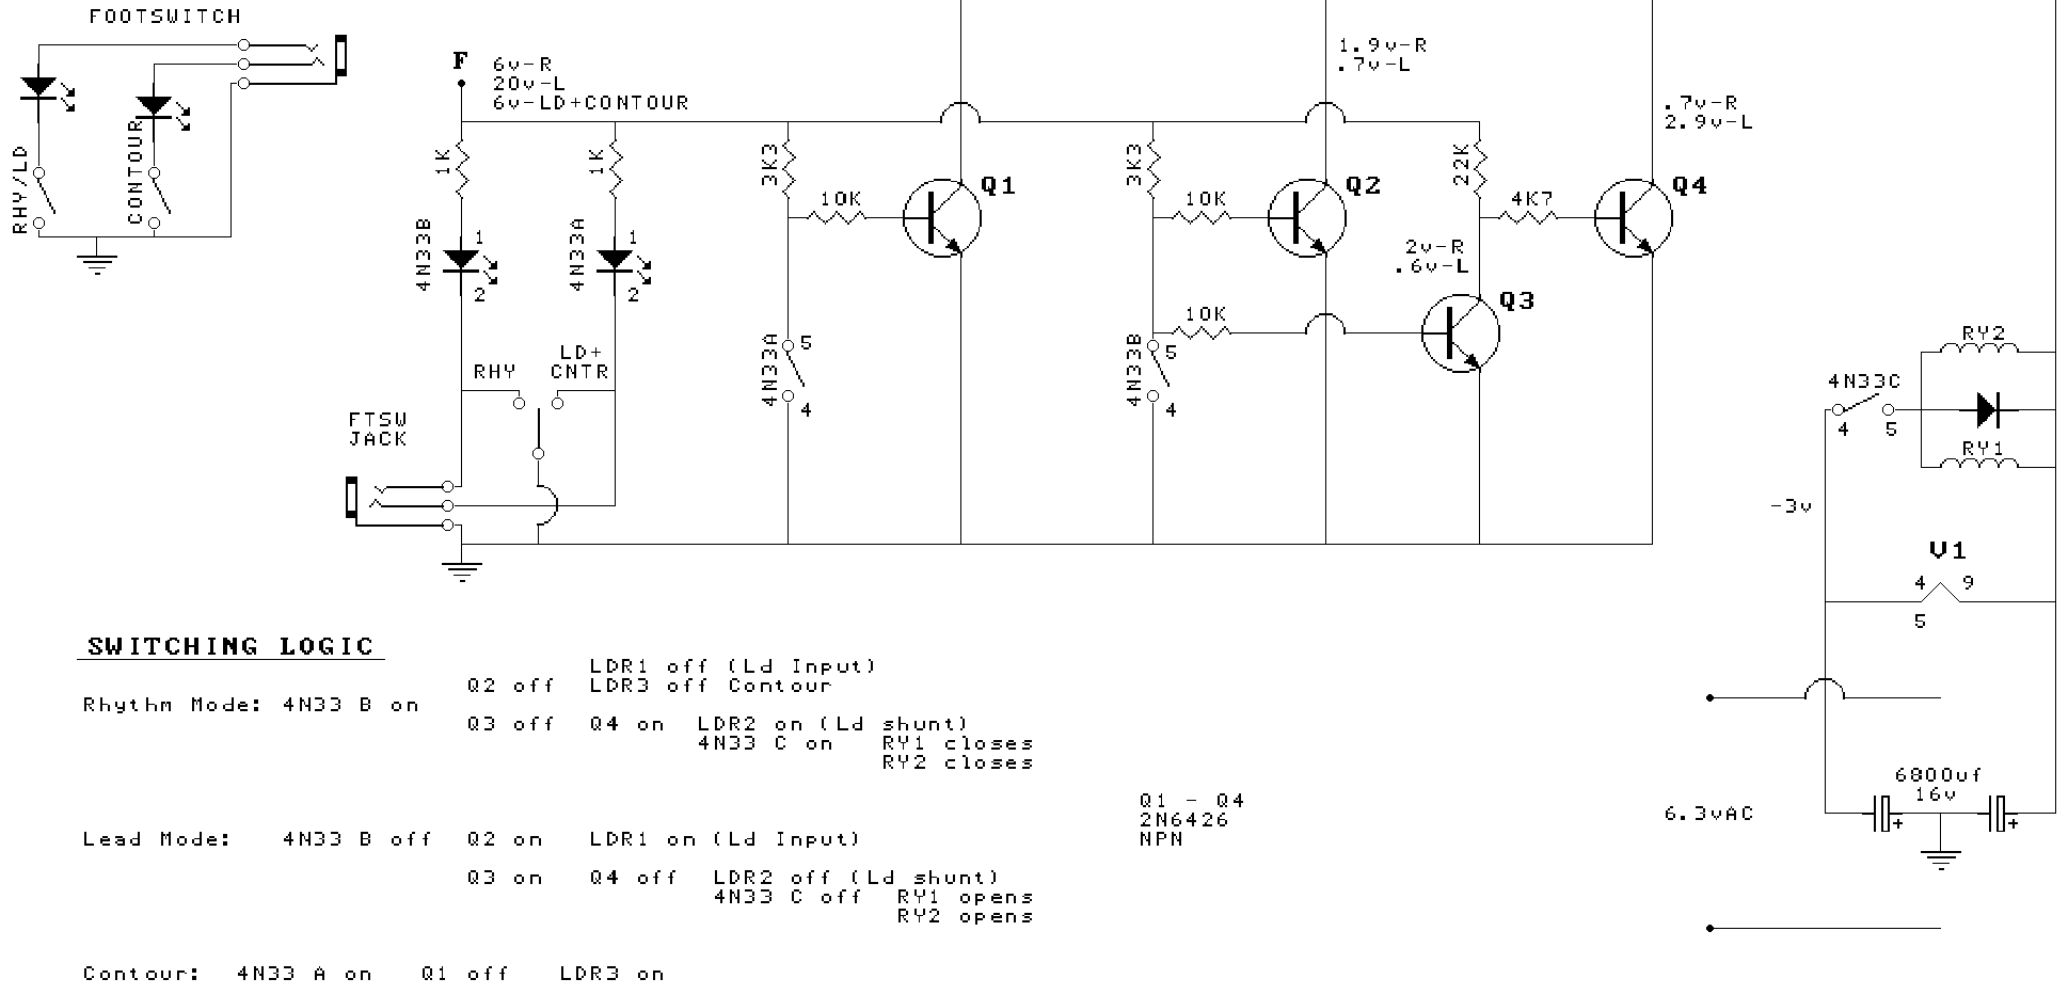 FOOTSWITCH
RHY/LD
CONTOUR
F
6v-R
20v-L
6v-LD+CONTOUR
1K
1K
4N33B
1
2
4N33A
1
2
RHY
LD+
CNTR
FTSW
JACK
3K3
10K
Q1
4N33A
5
4
1.9v-R
.7v-L
3K3
10K
Q2
10K
4N33B
5
4
22K
4K7
.7v-R
2.9v-L
Q4
2v-R
.6v-L
Q3
RY2
4N33C
4
5
RY1
-3v
V1
4
9
5
6800uf
16v
6.3vAC
SWITCHING LOGIC
Rhythm Mode: 4N33 B on
Q2 off
LDR1 off (Ld Input)
LDR3 off Contour
Q3 off Q4 on LDR2 on (Ld shunt)
4N33 C on RY1 closes
RY2 closes
Lead Mode: 4N33 B off Q2 on LDR1 on (Ld Input)
Q3 on Q4 off LDR2 off (Ld shunt)
4N33 C off RY1 opens
RY2 opens
Contour: 4N33 A on Q1 off LDR3 on
Q1 - Q4
2N6426
NPN